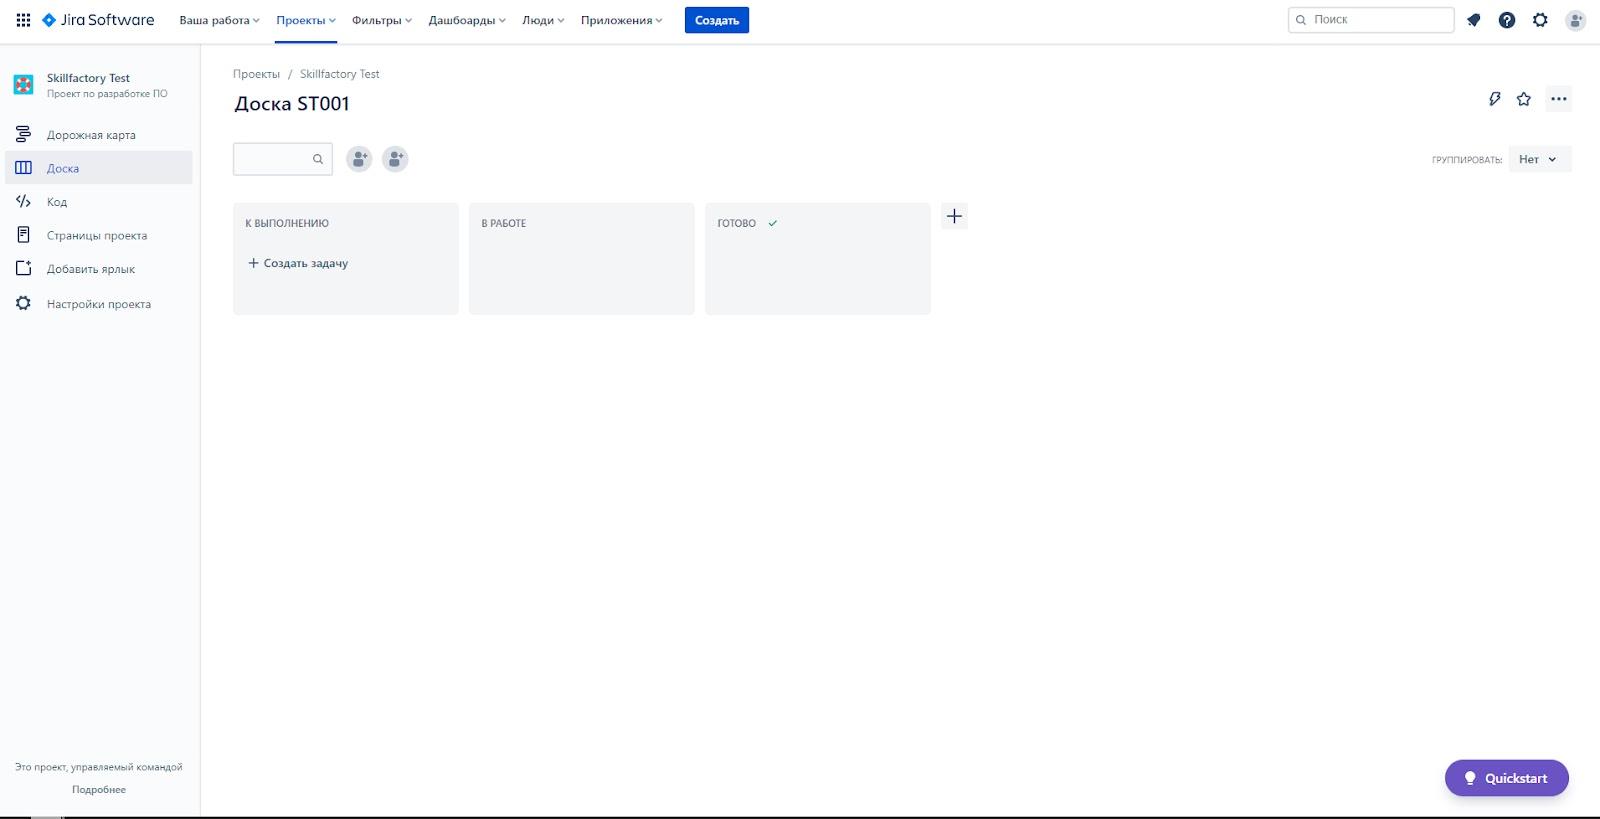 Jira Software Ваша работа Проекты Фильтры Дашборды Люди Приложения Создать Поиск
Skillfactory Test
Проект по разработке ПО
Дорожная карта
Доска
Код
Страницы проекта
Добавить ярлык
Настройки проекта
Это проект, управляемый командой
Подробнее
Проекты / Skillfactory Test
Доска ST001
ГРУППИРОВАТЬ: Нет
К ВЫПОЛНЕНИЮ
+ Создать задачу
В РАБОТЕ
ГОТОВО
Quickstart